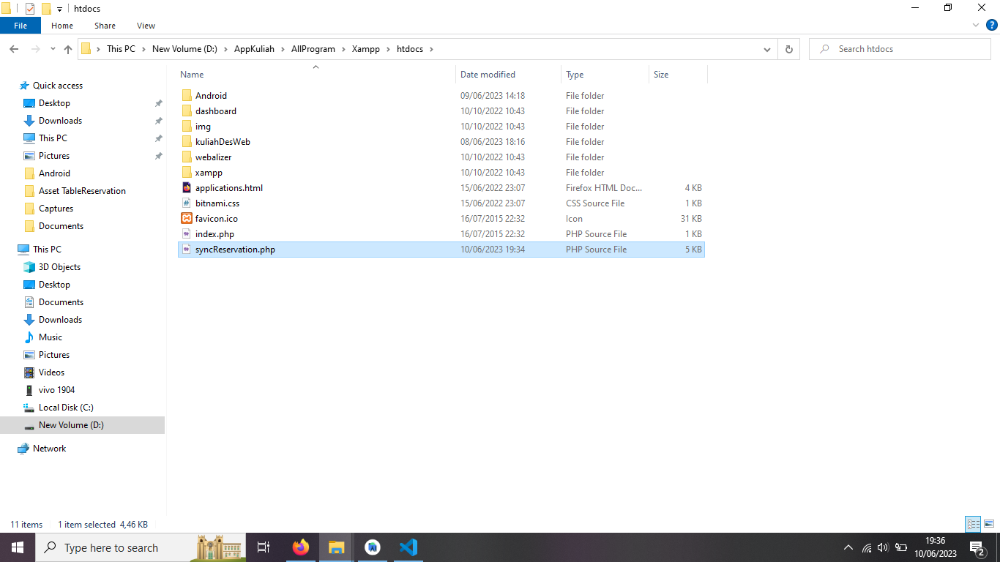 htdocs
File Home Share View
This PC New Volume (D:) AppKuliah AllProgram Xampp htdocs
Search htdocs
Name Date modified Type Size
Quick access
Desktop
Downloads
This PC
Pictures
Android
Asset TableReservation
Captures
Documents
This PC
3D Objects
Desktop
Documents
Downloads
Music
Pictures
Videos
vivo 1904
Local Disk (C:)
New Volume (D:)
Network
Android 09/06/2023 14:18 File folder
dashboard 10/10/2022 10:43 File folder
img 10/10/2022 10:43 File folder
kuliahDesWeb 08/06/2023 18:16 File folder
webalizer 10/10/2022 10:43 File folder
xampp 10/10/2022 10:43 File folder
applications.html 15/06/2022 23:07 Firefox HTML Doc... 4 KB
bitnami.css 15/06/2022 23:07 CSS Source File 1 KB
favicon.ico 16/07/2015 22:32 Icon 31 KB
index.php 16/07/2015 22:32 PHP Source File 1 KB
syncReservation.php 10/06/2023 19:34 PHP Source File 5 KB
11 items 1 item selected 4,46 KB
Type here to search
19:36
10/06/2023
2